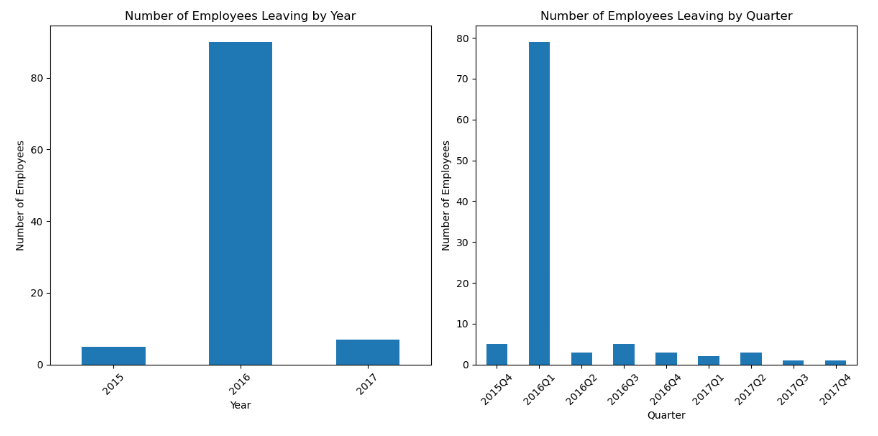 Number of Employees Leaving by Year
Number of Employees
80
60
40
20
0
2015
2016
2017
Year
Number of Employees Leaving by Quarter
Number of Employees
80
70
60
50
40
30
20
10
0
2015Q4
2016Q1
2016Q2
2016Q3
2016Q4
2017Q1
2017Q2
2017Q3
2017Q4
Quarter